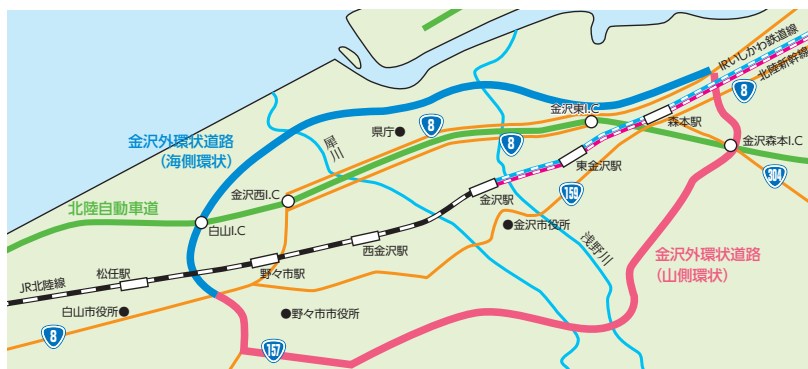 IRいしかわ鉄道線
北陸新幹線
8
金沢東I.C
森本駅
金沢森本I.C
県庁
8
8
金沢外環状道路
(海側環状)
犀川
東金沢駅
304
金沢西I.C
金沢駅
159
北陸自動車道
白山I.C
金沢市役所
西金沢駅
浅野川
金沢外環状道路
(山側環状)
松任駅
野々市駅
JR北陸線
白山市役所
野々市市役所
8
157